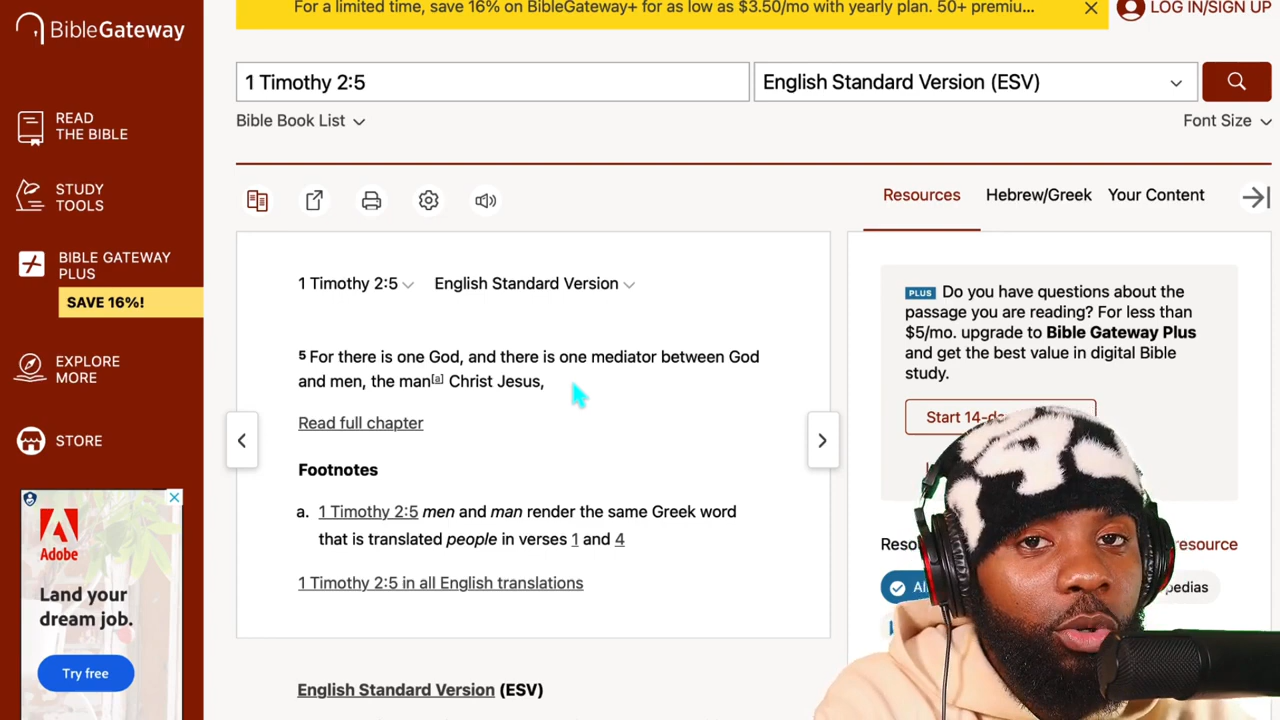 For a limited time, save 16% on BibleGateway+ for as low as $3.50/mo with yearly plan. 50+ premiu...
LOG IN/SIGN UP
BibleGateway
1 Timothy 2:5
English Standard Version (ESV)
Bible Book List
Font Size
READ
THE BIBLE
STUDY
TOOLS
BIBLE GATEWAY
PLUS
SAVE 16%!
EXPLORE
MORE
STORE
Adobe
Land your
dream job.
Try free
1 Timothy 2:5
English Standard Version
5 For there is one God, and there is one mediator between God
and men, the man[a] Christ Jesus,
Read full chapter
Footnotes
a. 1 Timothy 2:5 men and man render the same Greek word
that is translated people in verses 1 and 4
1 Timothy 2:5 in all English translations
English Standard Version (ESV)
Resources
Hebrew/Greek
Your Content
PLUS Do you have questions about the
passage you are reading? For less than
$5/mo. upgrade to Bible Gateway Plus
and get the best value in digital Bible
study.
Start 14-d
Reso
resource
Al
pedias